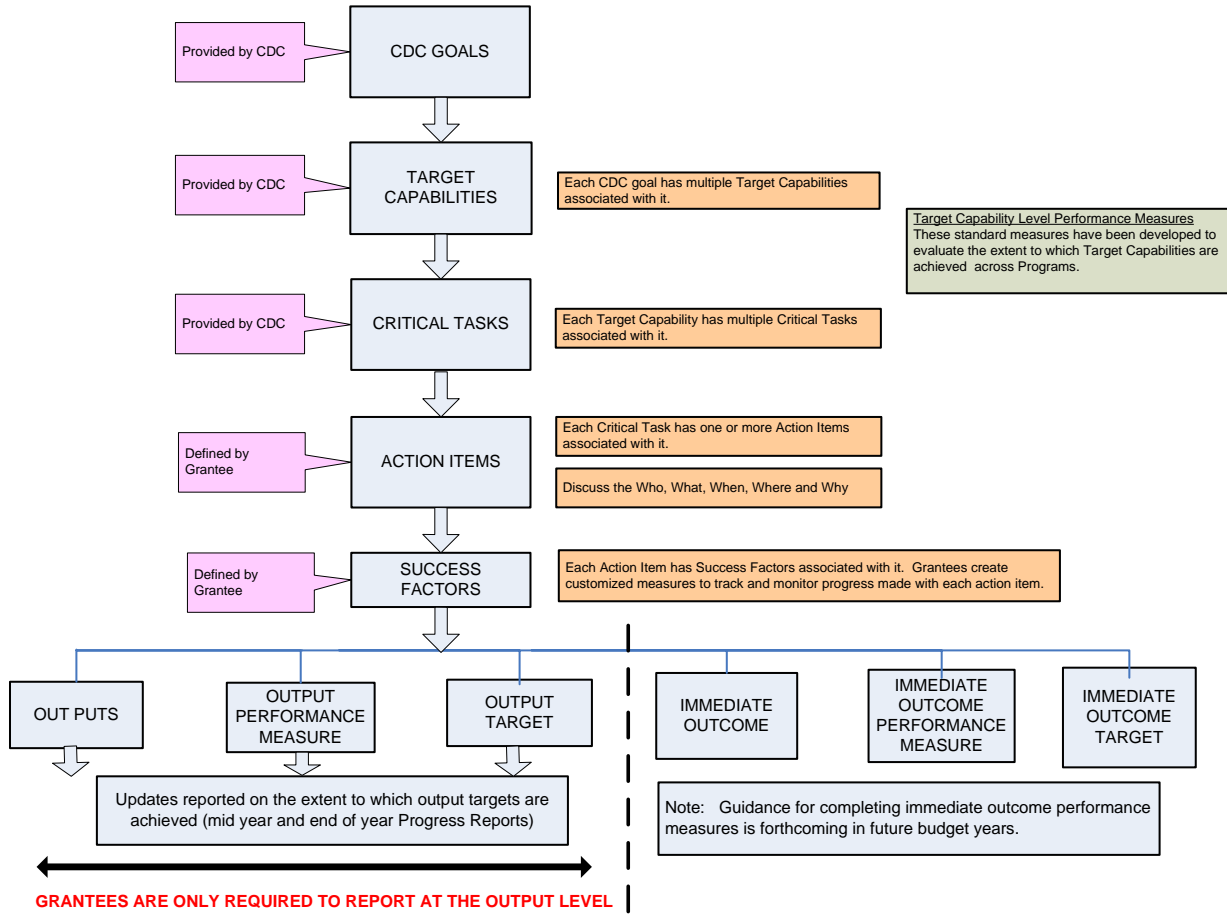 Provided by CDC
CDC GOALS
Provided by CDC
TARGET
CAPABILITIES
Each CDC goal has multiple Target Capabilities
associated with it.
Target Capability Level Performance Measures
These standard measures have been developed to
evaluate the extent to which Target Capabilities are
achieved across Programs.
Provided by CDC
CRITICAL TASKS
Each Target Capability has multiple Critical Tasks
associated with it.
Defined by
Grantee
ACTION ITEMS
Each Critical Task has one or more Action Items
associated with it.
Discuss the Who, What, When, Where and Why
Defined by
Grantee
SUCCESS
FACTORS
Each Action Item has Success Factors associated with it. Grantees create
customized measures to track and monitor progress made with each action item.
OUT PUTS
OUTPUT
PERFORMANCE
MEASURE
OUTPUT
TARGET
IMMEDIATE
OUTCOME
IMMEDIATE
OUTCOME
PERFORMANCE
MEASURE
IMMEDIATE
OUTCOME
TARGET
Updates reported on the extent to which output targets are
achieved (mid year and end of year Progress Reports)
Note: Guidance for completing immediate outcome performance
measures is forthcoming in future budget years.
GRANTEES ARE ONLY REQUIRED TO REPORT AT THE OUTPUT LEVEL